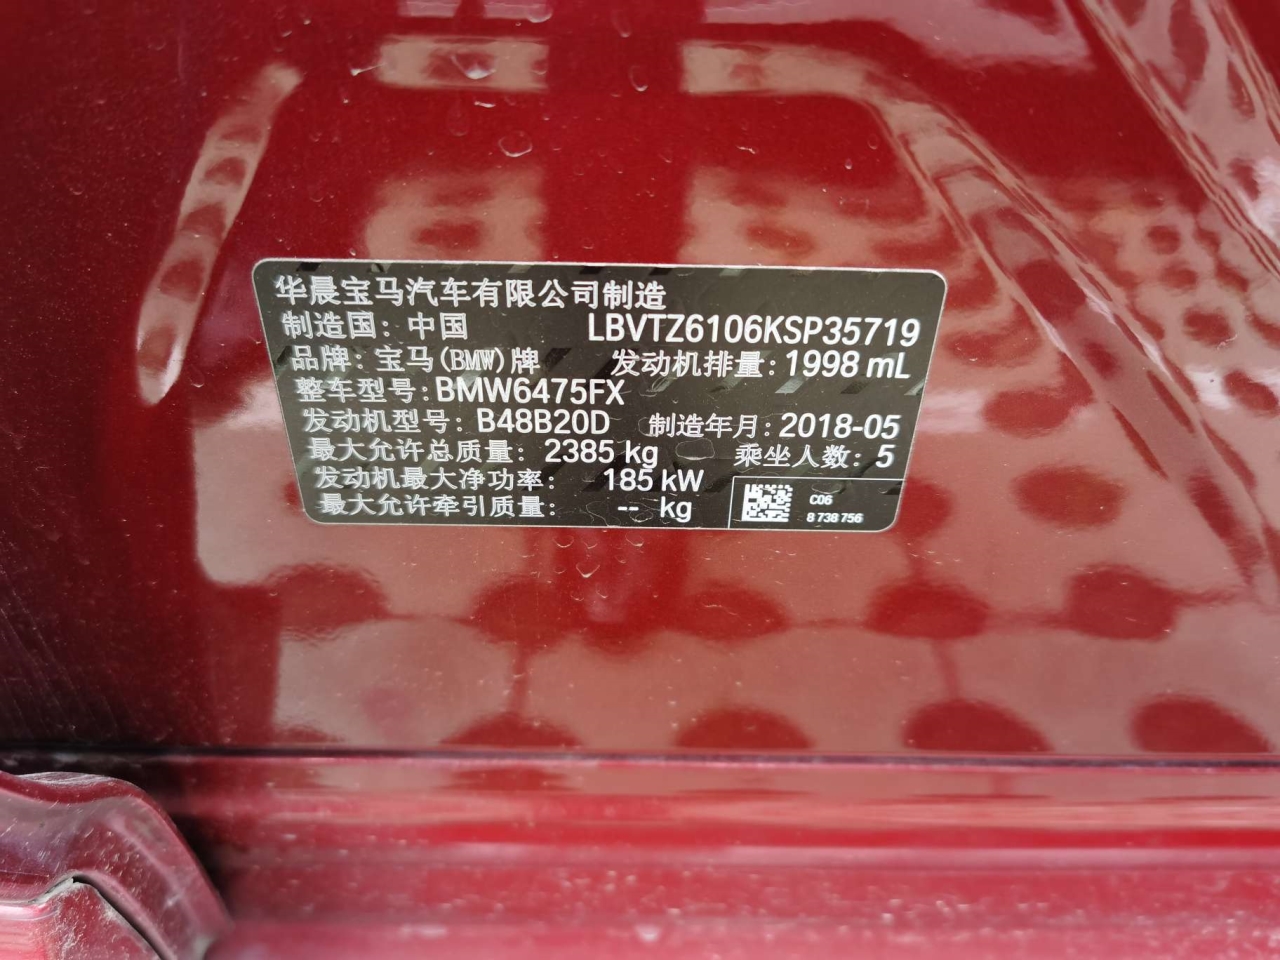 华晨宝马汽车有限公司制造
制造国：中国 LBVTZ6106KSP35719
品牌：宝马(BMW)牌 发动机排量：1998 mL
整车型号：BMW6475FX
发动机型号：B48B20D 制造年月：2018-05
最大允许总质量：2385 kg 乘坐人数：5
发动机最大净功率：185 kW
最大允许牵引质量：-- kg
C06
8 738 756